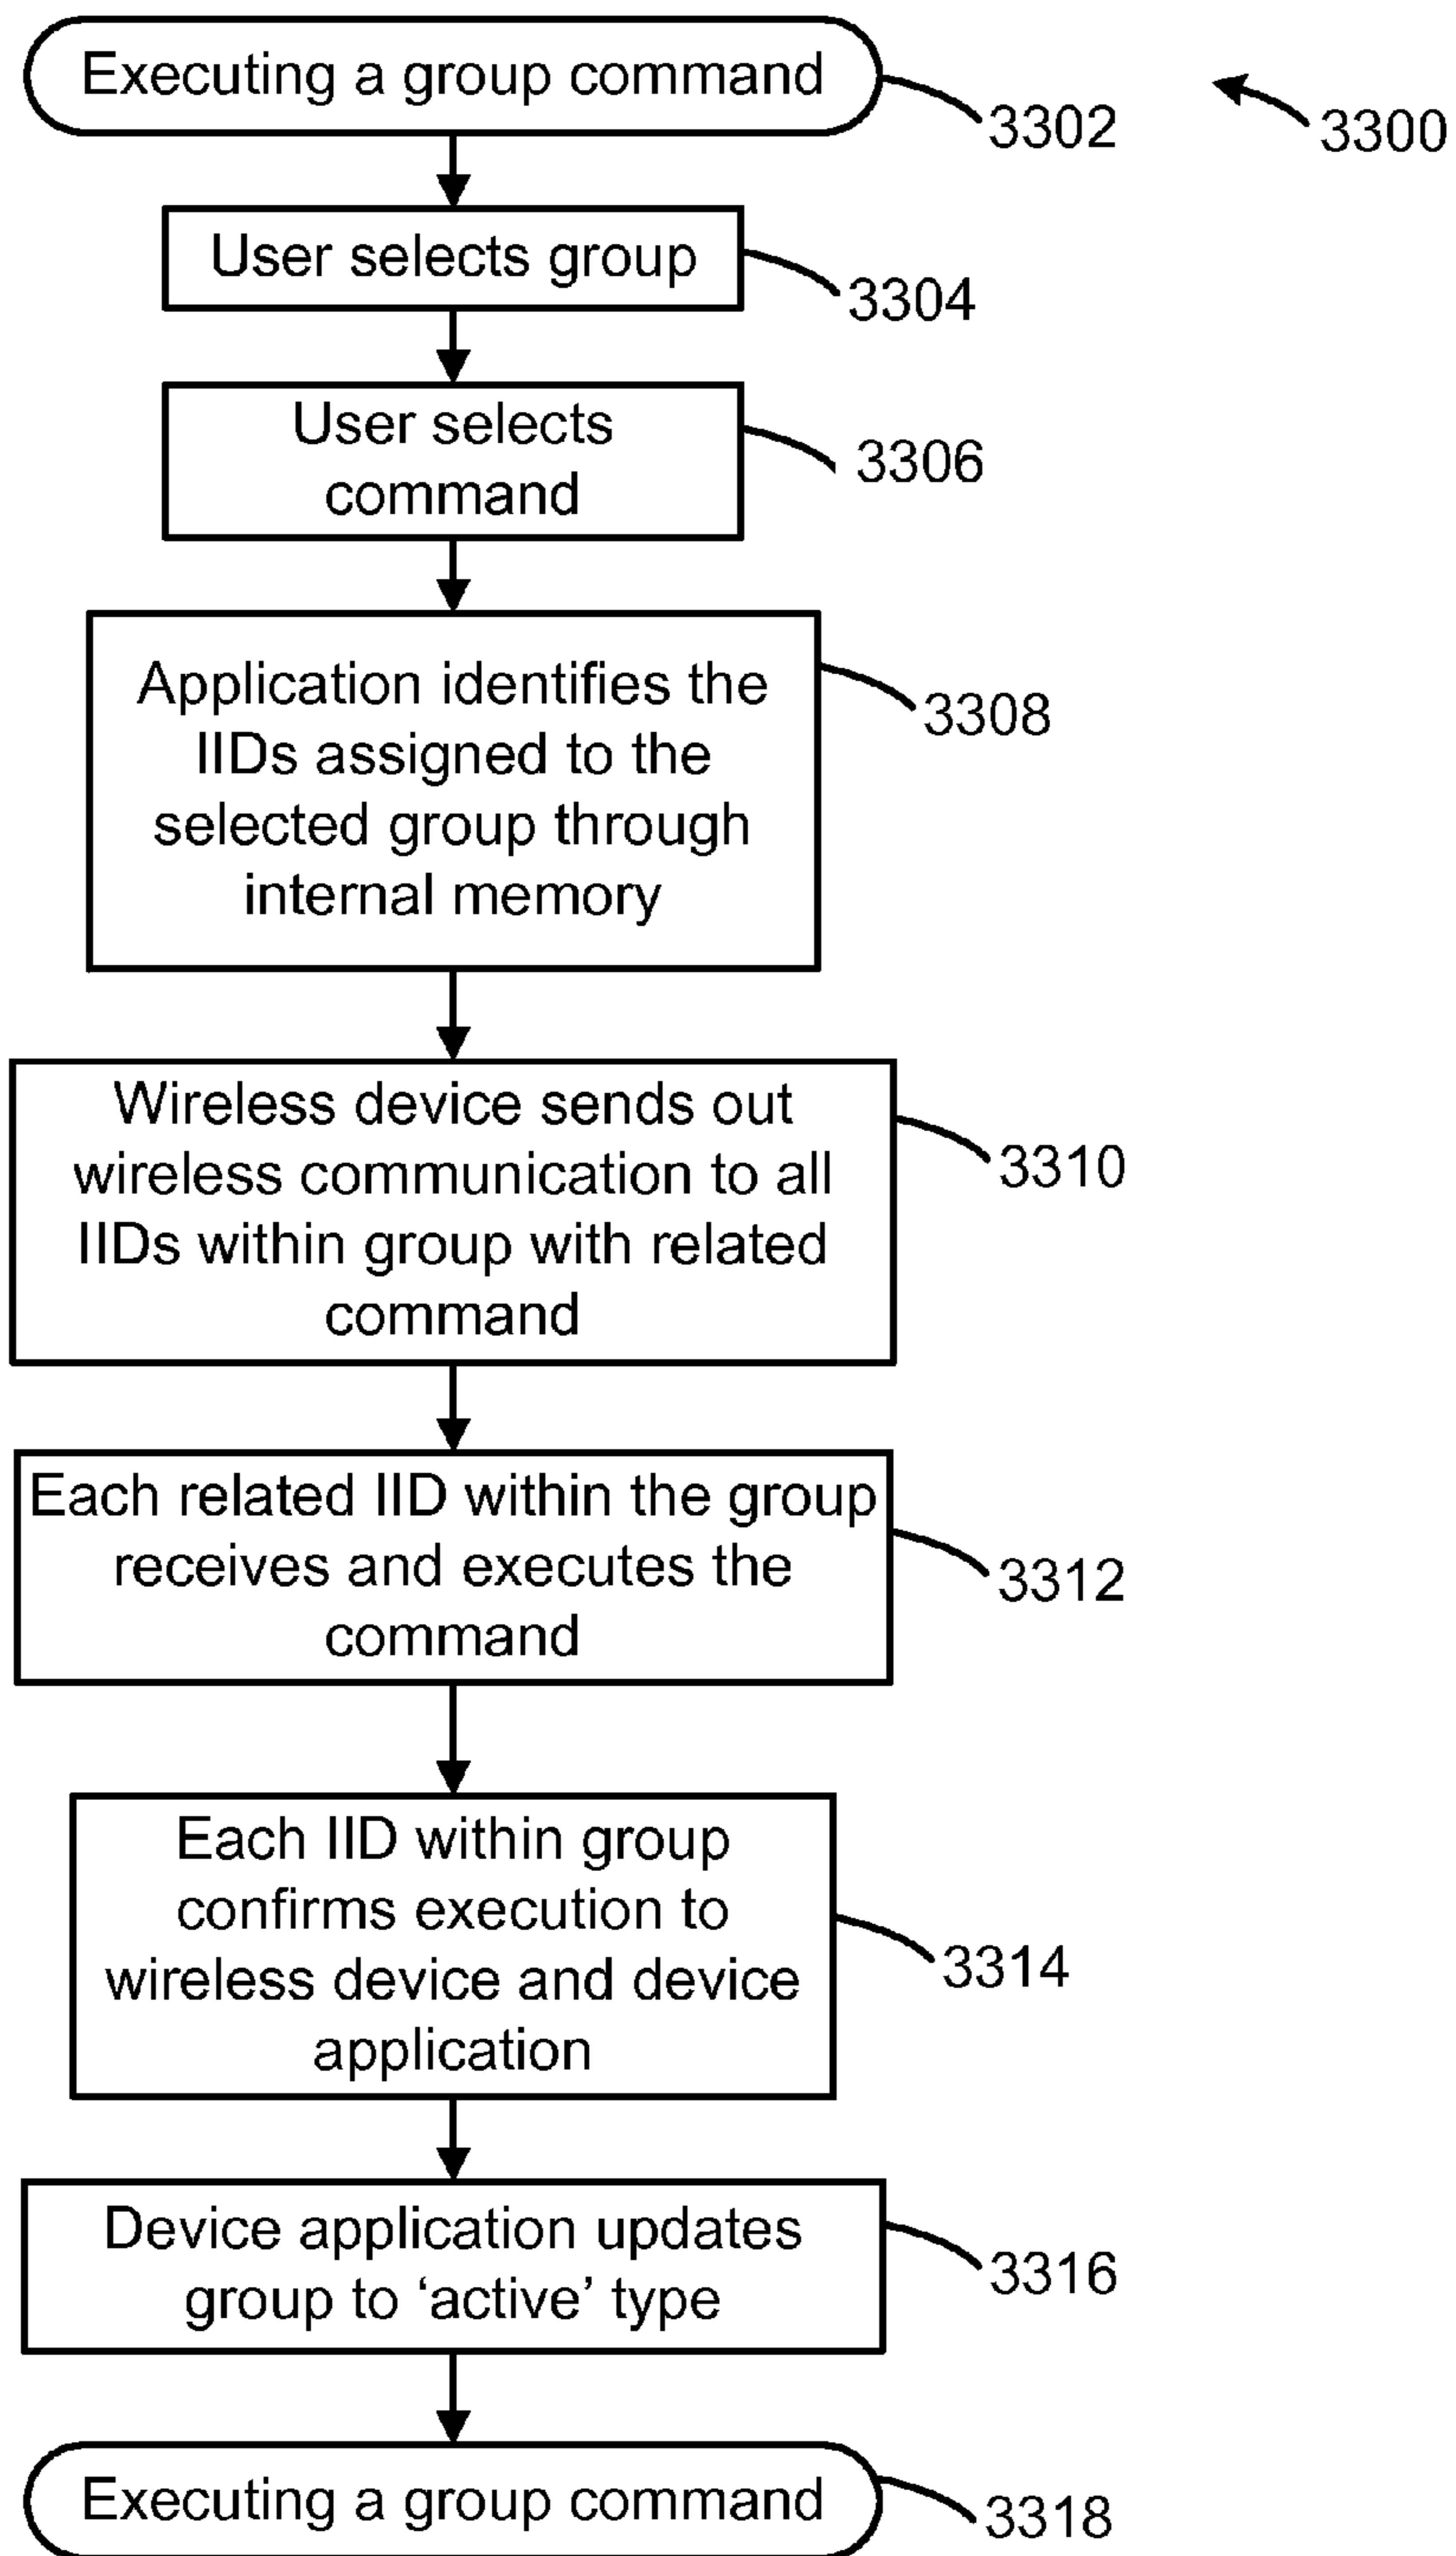 Executing a group command
3302
3300
User selects group
3304
User selects
command
3306
Application identifies the
IIDs assigned to the
selected group through
internal memory
3308
Wireless device sends out
wireless communication to all
IIDs within group with related
command
3310
Each related IID within the group
receives and executes the
command
3312
Each IID within group
confirms execution to
wireless device and device
application
3314
Device application updates
group to ‘active’ type
3316
Executing a group command
3318